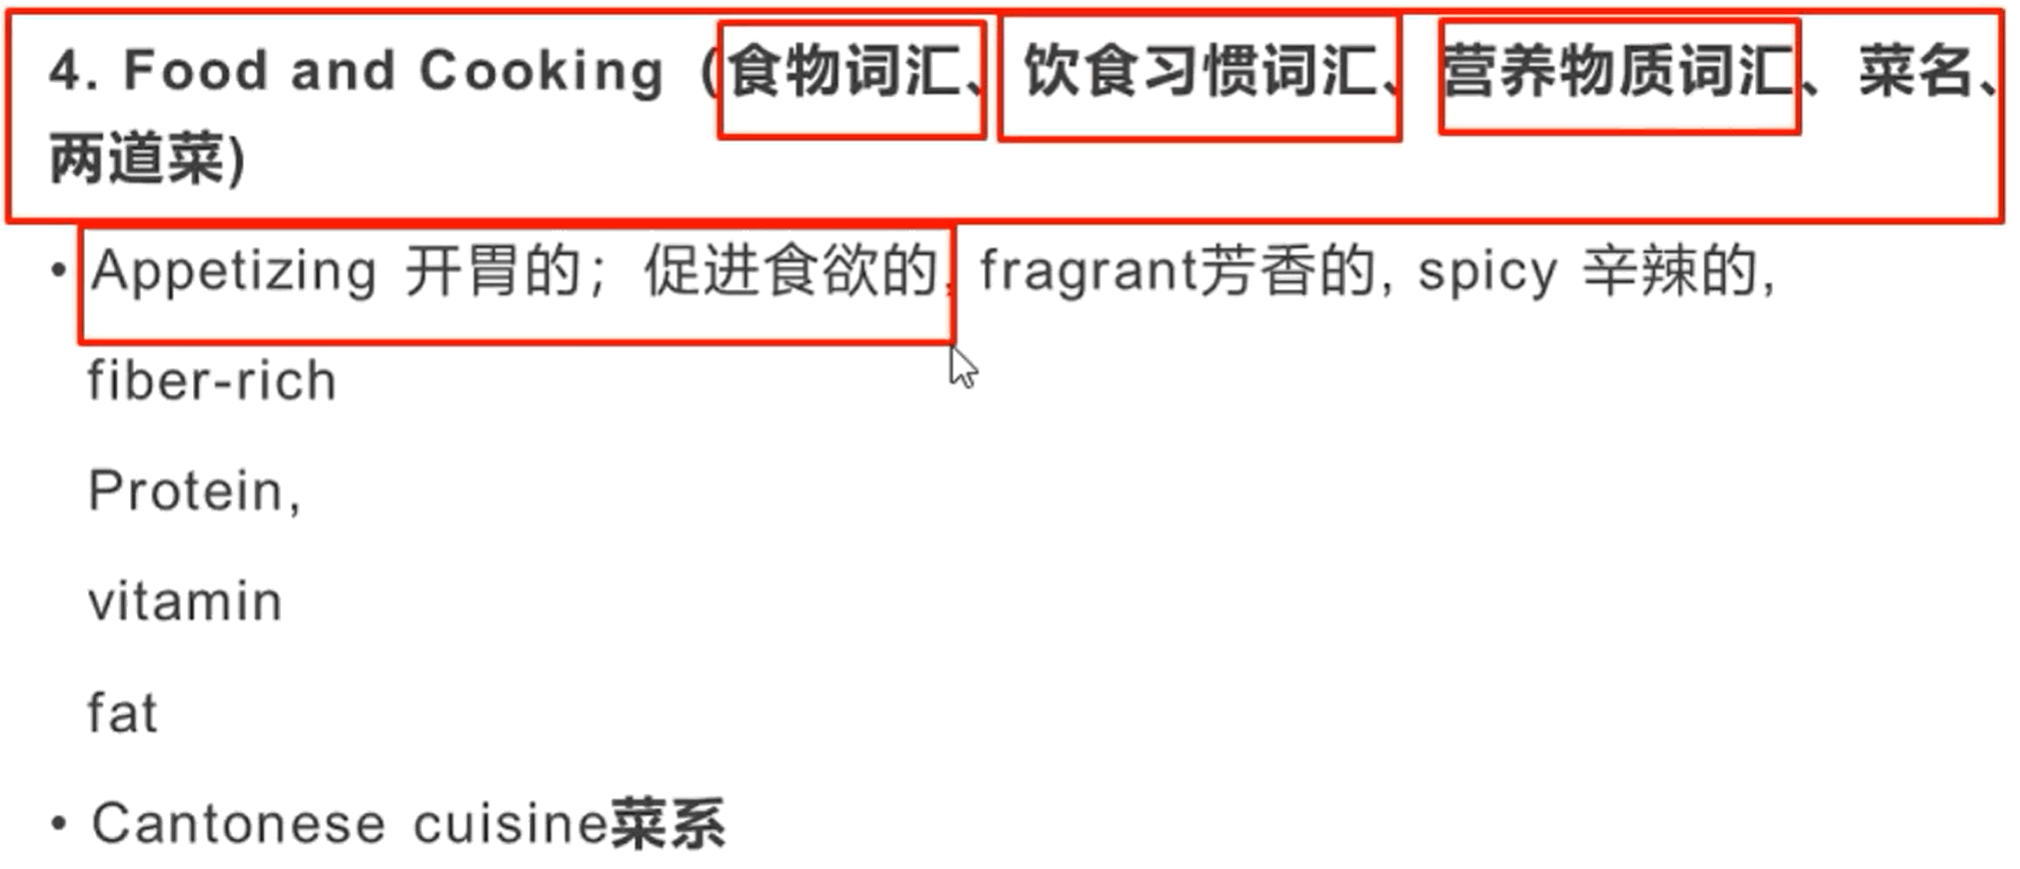 4. Food and Cooking (食物词汇、饮食习惯词汇、营养物质词汇、菜名、
两道菜)
• Appetizing 开胃的；促进食欲的, fragrant芳香的, spicy 辛辣的,
fiber-rich
Protein,
vitamin
fat
• Cantonese cuisine菜系